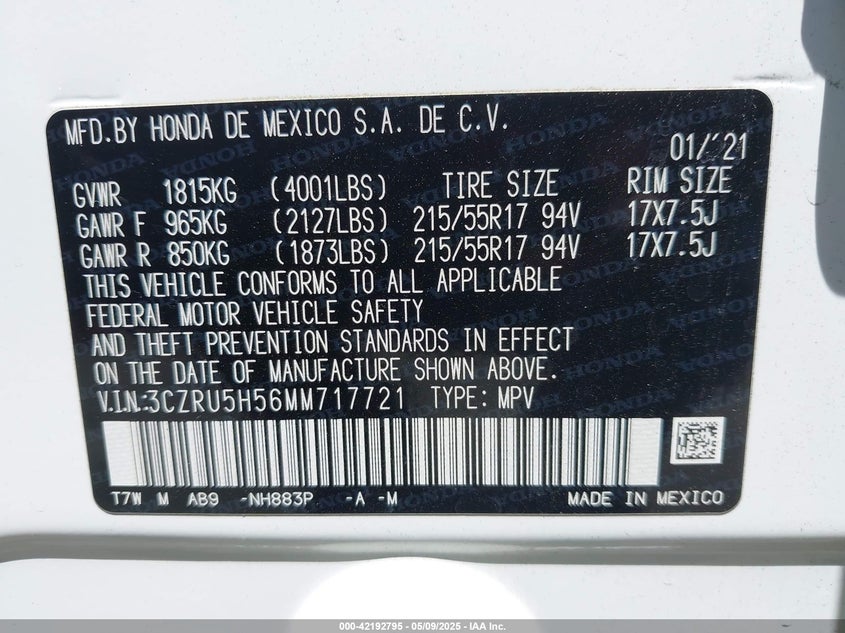 MFD.BY HONDA DE MEXICO S.A. DE C.V.
01/'21
GVWR 1815KG (4001LBS) TIRE SIZE RIM SIZE
GAWR F 965KG (2127LBS) 215/55R17 94V 17X7.5J
GAWR R 850KG (1873LBS) 215/55R17 94V 17X7.5J
THIS VEHICLE CONFORMS TO ALL APPLICABLE
FEDERAL MOTOR VEHICLE SAFETY
AND THEFT PREVENTION STANDARDS IN EFFECT
ON THE DATE OF MANUFACTURE SHOWN ABOVE.
V.I.N:3CZRU5H56MM717721 TYPE: MPV
T7W M AB9 -NH883P -A -M MADE IN MEXICO
000-42192795 - 05/09/2025 - IAA Inc.